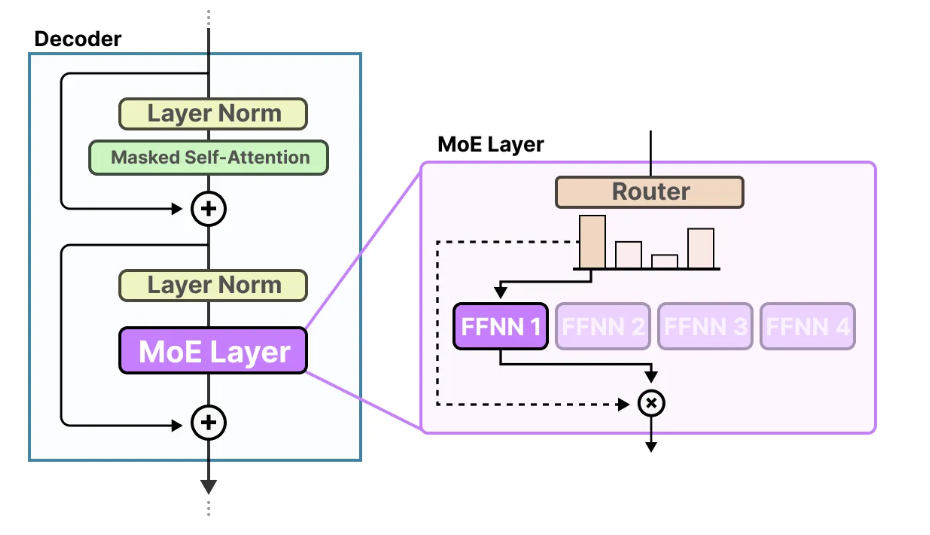 Decoder
Layer Norm
Masked Self-Attention
Layer Norm
MoE Layer
MoE Layer
Router
FFNN 1
FFNN 2
FFNN 3
FFNN 4